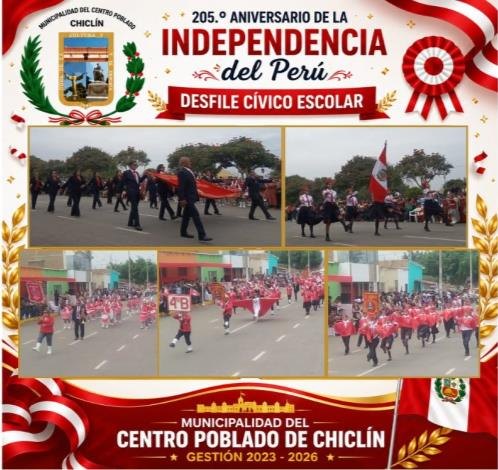 MUNICIPALIDAD DEL CENTRO POBLADO
CHICLÍN
205.° ANIVERSARIO DE LA
INDEPENDENCIA
del Perú
DESFILE CÍVICO ESCOLAR
4°B
MUNICIPALIDAD DEL
CENTRO POBLADO DE CHICLÍN
★ GESTIÓN 2023 - 2026 ★